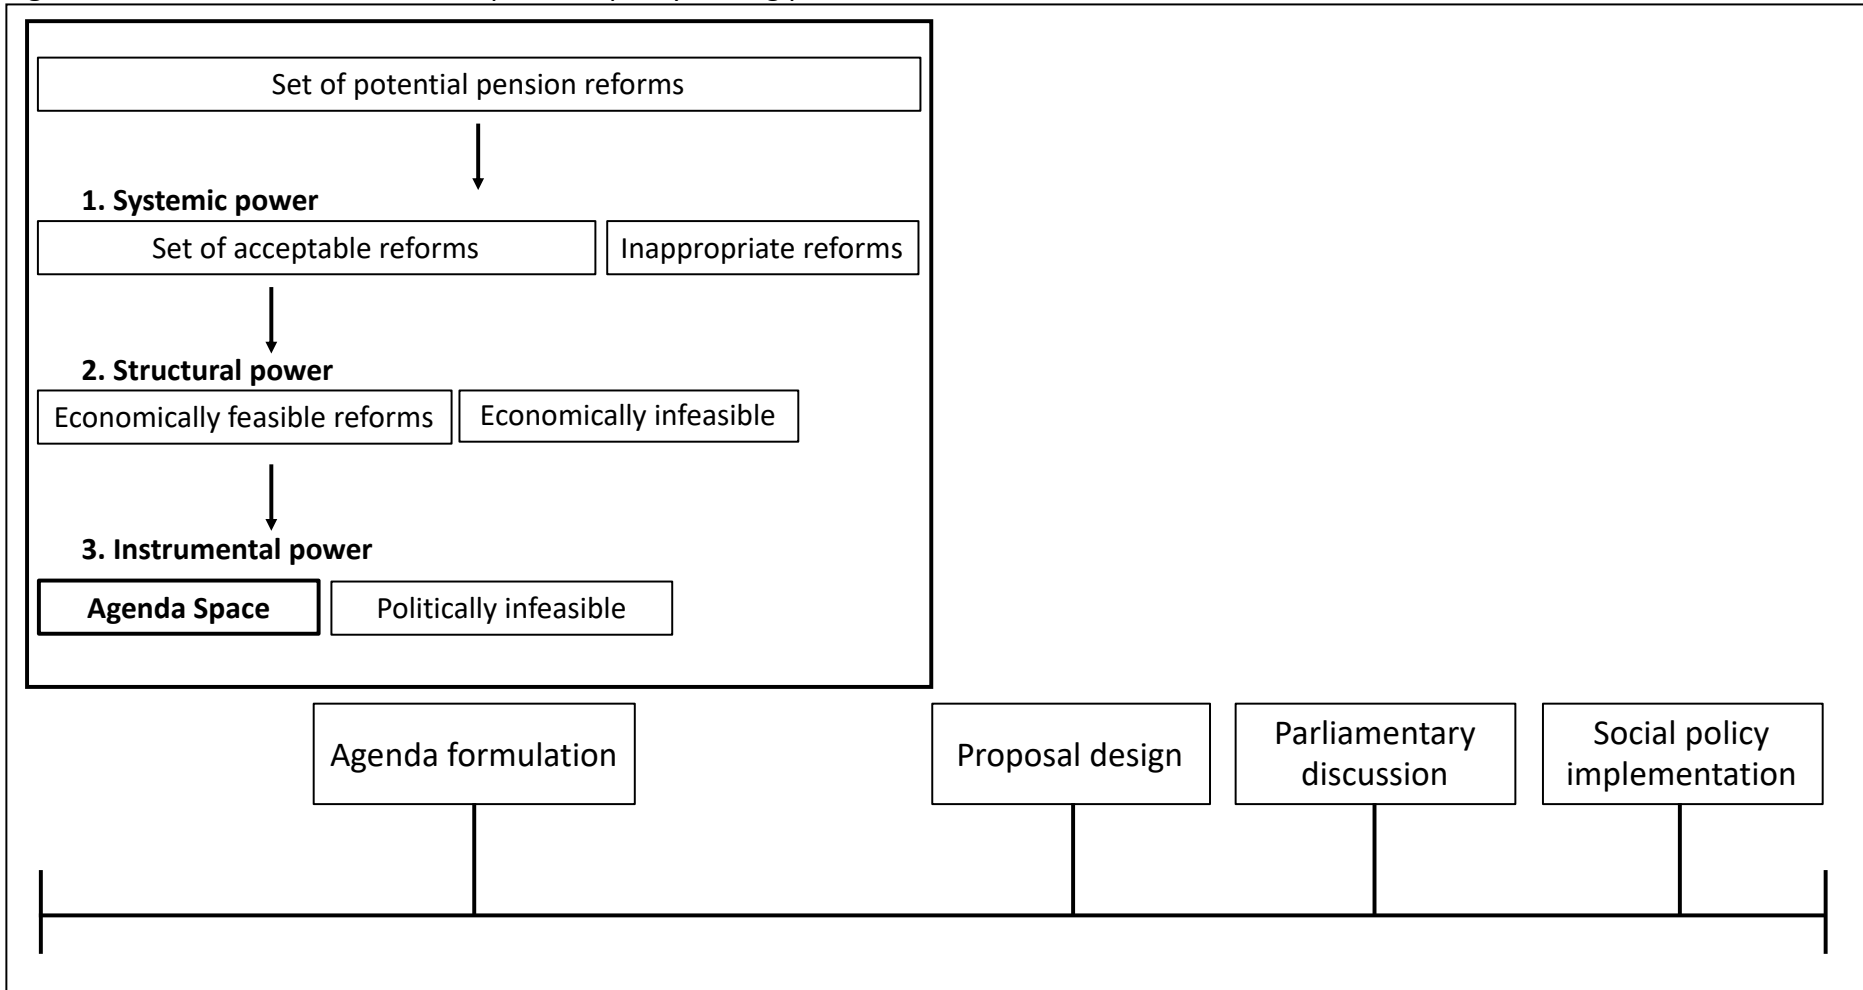 Set of potential pension reforms
1. Systemic power
Set of acceptable reforms
Inappropriate reforms
2. Structural power
Economically feasible reforms
Economically infeasible
3. Instrumental power
Agenda Space
Politically infeasible
Agenda formulation
Proposal design
Parliamentary
discussion
Social policy
implementation